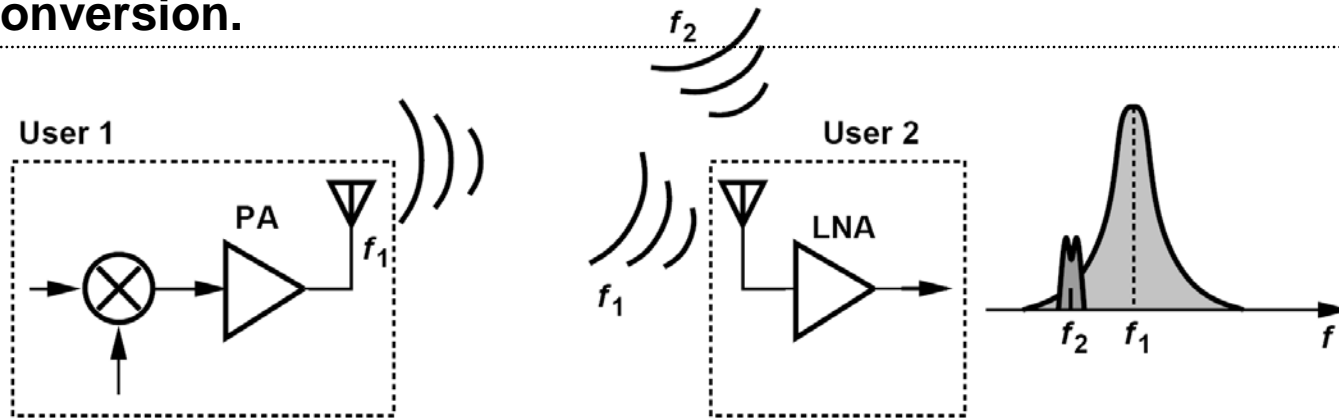 onversion.
f2
User 1
User 2
PA
LNA
f1
f1
f2 f1
f